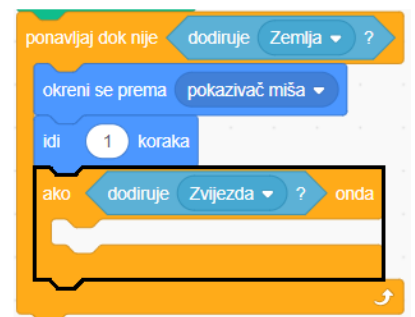 ponavljaj dok nije dodiruje Zemlja ?
okreni se prema pokazivač miša
idi 1 koraka
ako dodiruje Zvijezda ? onda